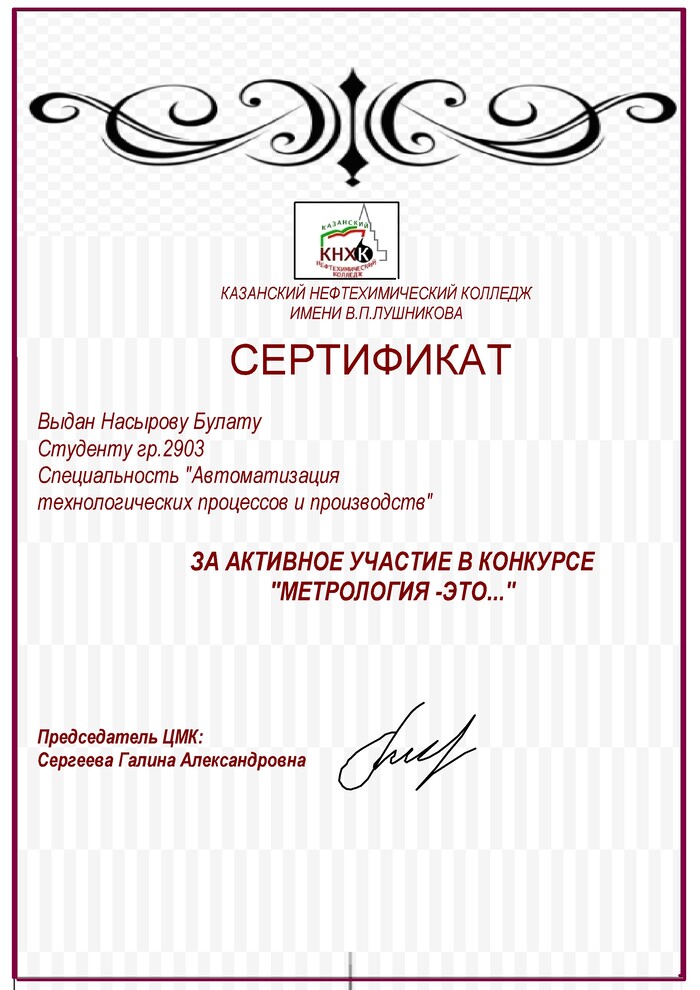 КАЗАНСКИЙ
КНХК
НЕФТЕХИМИЧЕСКИЙ
КОЛЛЕДЖ
КАЗАНСКИЙ НЕФТЕХИМИЧЕСКИЙ КОЛЛЕДЖ
ИМЕНИ В.П.ЛУШНИКОВА
СЕРТИФИКАТ
Выдан Насырову Булату
Студенту гр.2903
Специальность "Автоматизация
технологических процессов и производств"
ЗА АКТИВНОЕ УЧАСТИЕ В КОНКУРСЕ
"МЕТРОЛОГИЯ -ЭТО..."
Председатель ЦМК:
Сергеева Галина Александровна